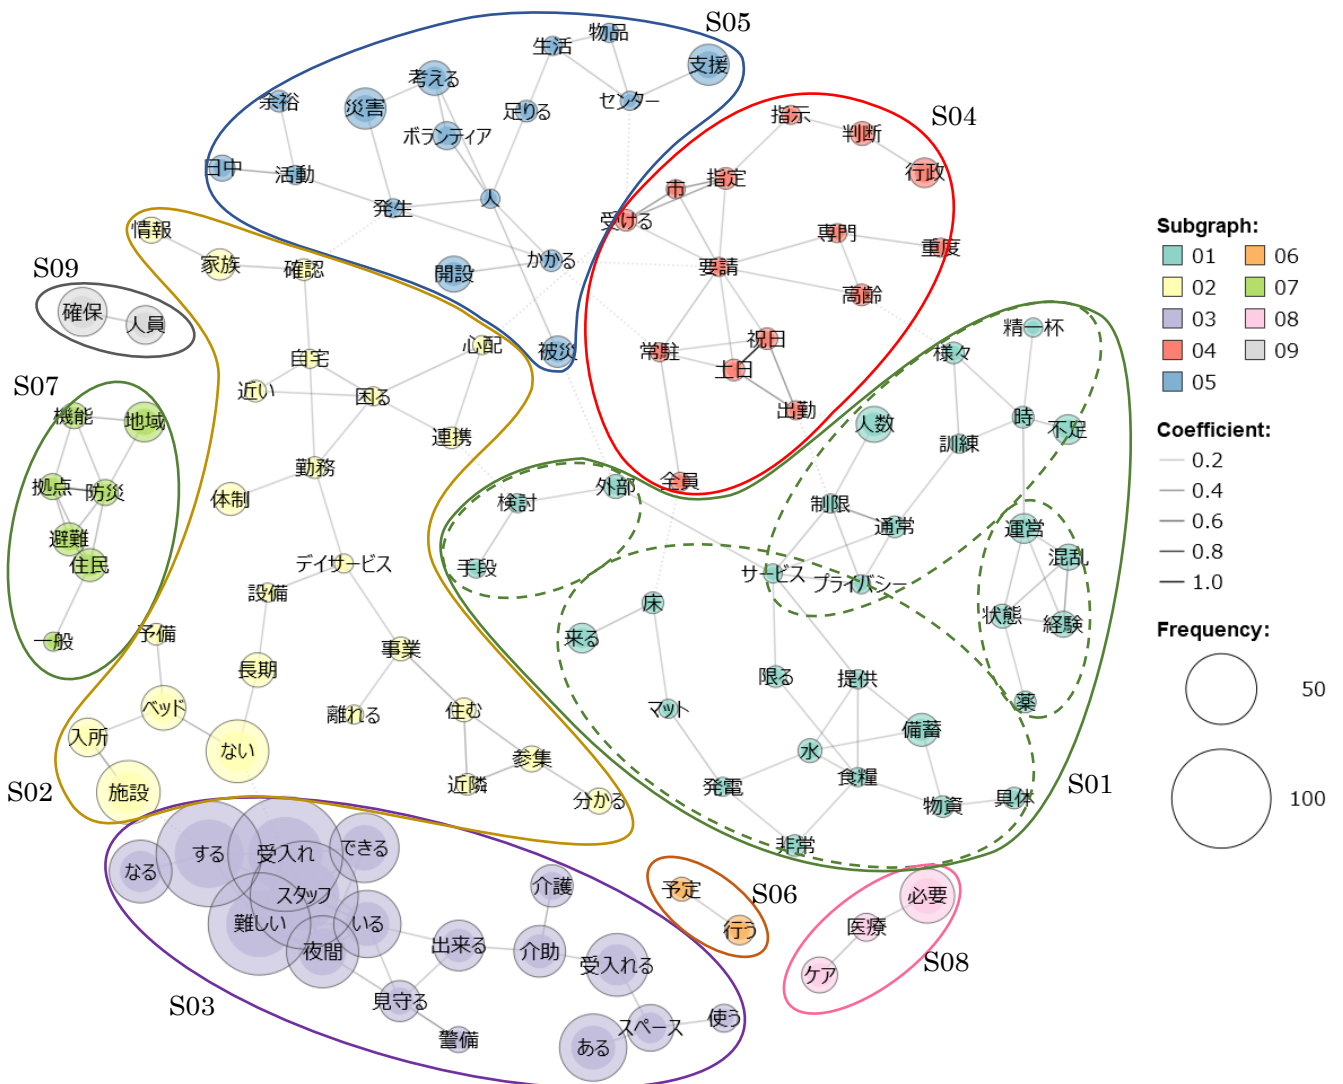 S05
物品
生活
支援
考える
余裕
災害
センター
足りる
ボランティア
日中
活動
発生
人
かかる
開設
被災
S04
指示
判断
行政
指定
市
受ける
専門
重度
要請
高齢
祝日
常駐
土日
出勤
全員
情報
家族
確認
心配
自宅
近い
困る
連携
勤務
体制
デイサービス
設備
予備
事業
長期
離れる
住む
ベッド
入所
ない
参集
近隣
施設
分かる
S02
S09
確保
人員
S07
機能
地域
拠点
防災
避難
住民
一般
精一杯
様々
時
不足
人数
訓練
外部
検討
制限
通常
運営
混乱
手段
サービス
プライバシー
床
状態
経験
来る
限る
提供
薬
マット
備蓄
水
食糧
発電
物資
具体
非常
S01
する
受入れ
できる
なる
スタッフ
難しい
いる
夜間
出来る
介護
介助
受入れる
見守る
警備
スペース
使う
ある
S03
予定
行う
S06
必要
医療
ケア
S08
Subgraph:
01 06
02 07
03 08
04 09
05
Coefficient:
0.2
0.4
0.6
0.8
1.0
Frequency:
50
100